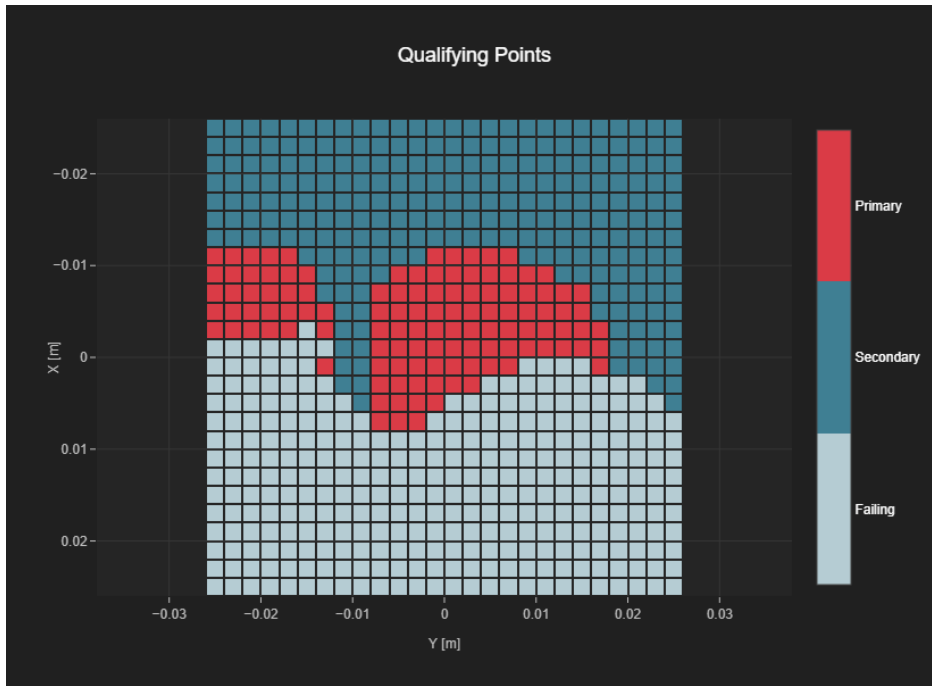 Qualifying Points
−0.02
−0.01
0
0.01
0.02
X [m]
−0.03
−0.02
−0.01
0
0.01
0.02
0.03
Y [m]
Primary
Secondary
Failing